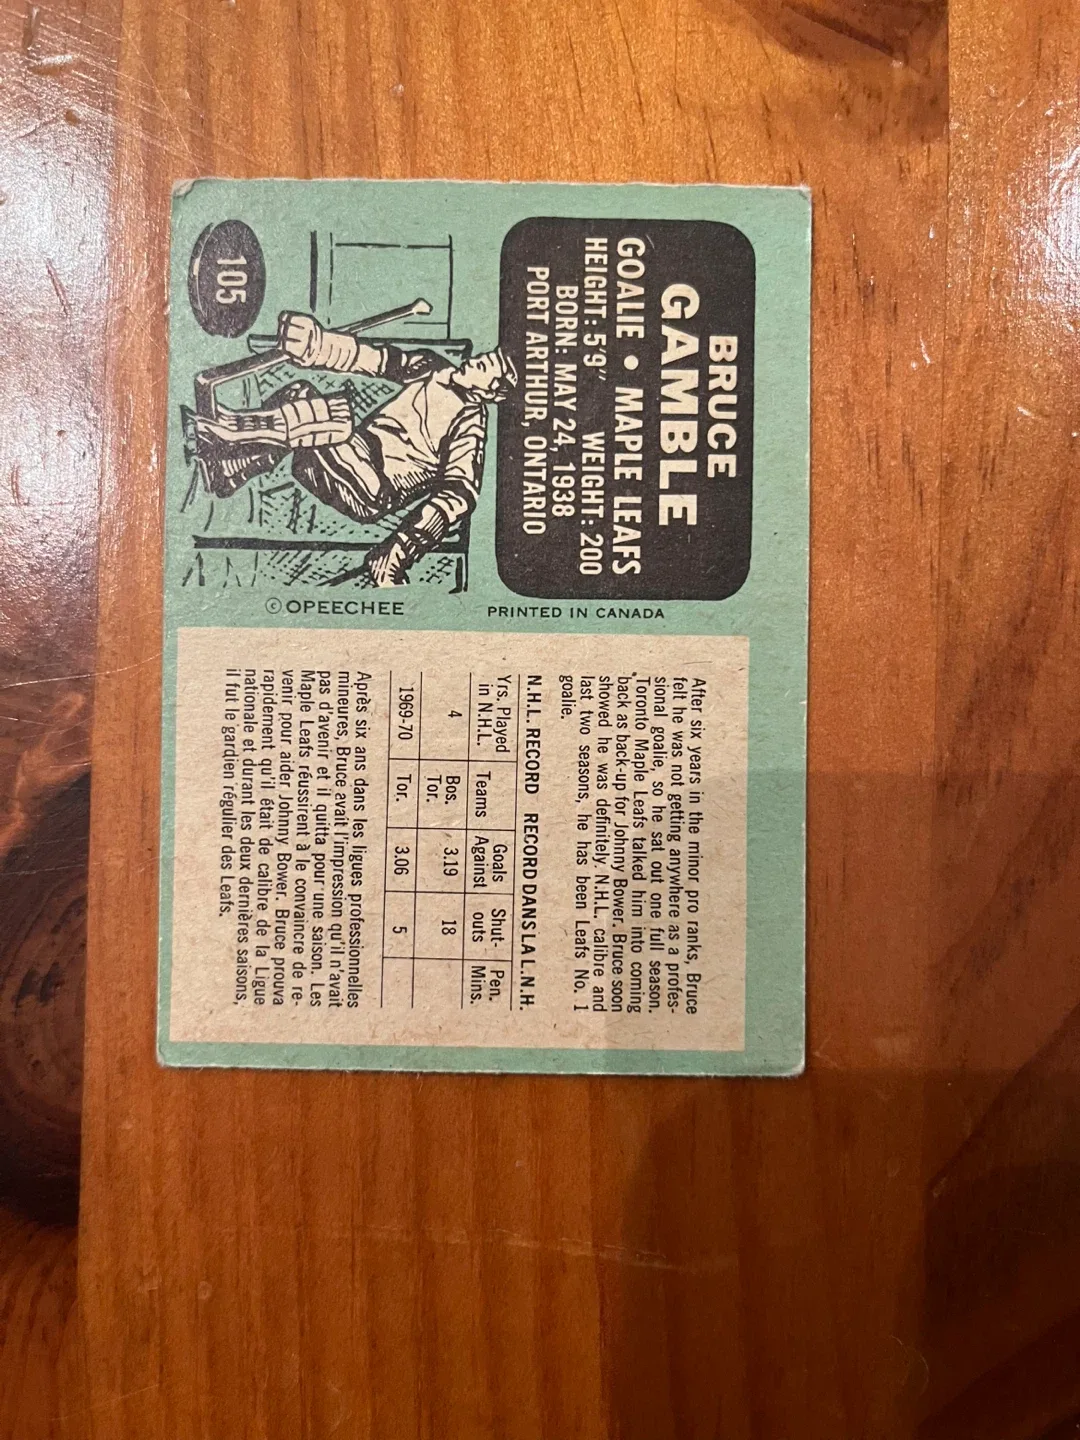 BRUCE
GAMBLE
GOALIE • MAPLE LEAFS
HEIGHT: 5'9" WEIGHT: 200
BORN: MAY 24, 1938
PORT ARTHUR, ONTARIO
105
© OPEECHEE
PRINTED IN CANADA
After six years in the minor pro ranks, Bruce
felt he was not getting anywhere as a profes-
sional goalie, so he sat out one full season.
Toronto Maple Leafs talked him into coming
back as back-up for Johnny Bower. Bruce soon
showed he was definitely N.H.L. calibre and
last two seasons, he has been Leafs No. 1
goalie.
N.H.L. RECORD RECORD DANS LA L.N.H.
Yrs. Played Teams Goals Shut- Pen.
in N.H.L. Against outs Mins.
4 Bos. 3.19 18
Tor.
1969-70 Tor. 3.06 5
Après six ans dans les ligues professionnelles
mineures, Bruce avait l'impression qu'il n'avait
pas d'avenir et il quitta pour une saison. Les
Maple Leafs réussirent à le convaincre de re-
venir pour aider Johnny Bower. Bruce prouva
rapidement qu'il était de calibre de la Ligue
nationale et durant les deux dernières saisons,
il fut le gardien régulier des Leafs.